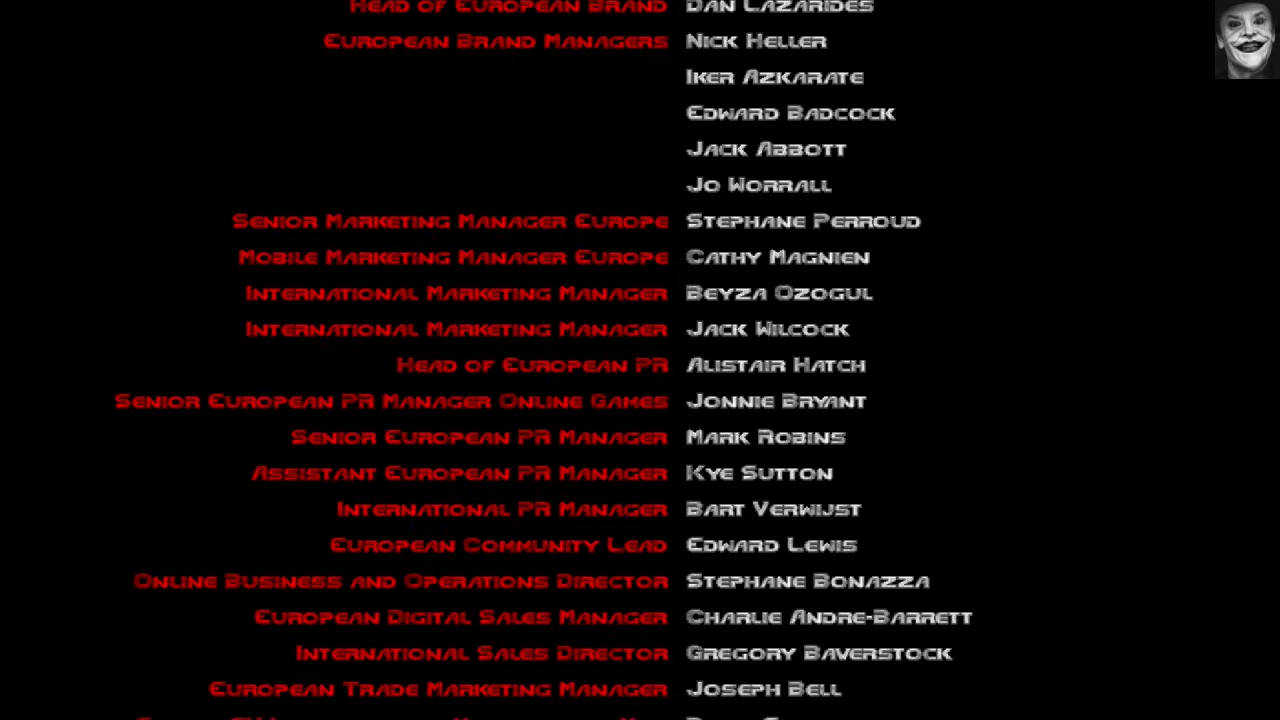 Head of European Brand Dan Lazarides
European Brand Managers Nick Heller
Iker Azkarate
Edward Badcock
Jack Abbott
Jo Worrall
Senior Marketing Manager Europe Stephane Perroud
Mobile Marketing Manager Europe Cathy Magnien
International Marketing Manager Beyza Ozogul
International Marketing Manager Jack Wilcock
Head of European PR Alistair Hatch
Senior European PR Manager Online Games Jonnie Bryant
Senior European PR Manager Mark Robins
Assistant European PR Manager Kye Sutton
International PR Manager Bart Verwijst
European Community Lead Edward Lewis
Online Business and Operations Director Stephane Bonazza
European Digital Sales Manager Charlie Andre-Barrett
International Sales Director Gregory Baverstock
European Trade Marketing Manager Joseph Bell